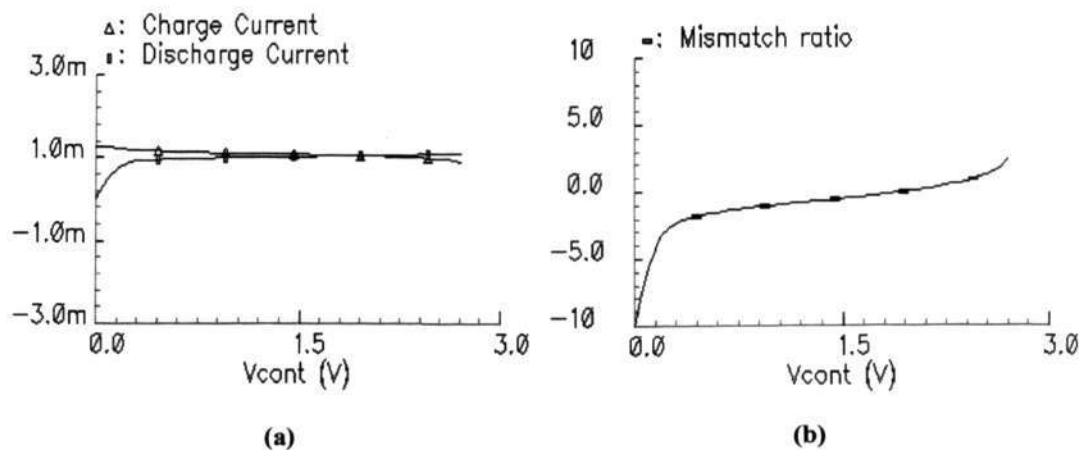 ▵: Charge Current
▮: Discharge Current
3.0m
1.0m
-1.0m
-3.0m
0.0 1.5 3.0
Vcont (V)
(a)
▬: Mismatch ratio
10
5.0
0.0
-5.0
-10
0.0 1.5 3.0
Vcont (V)
(b)